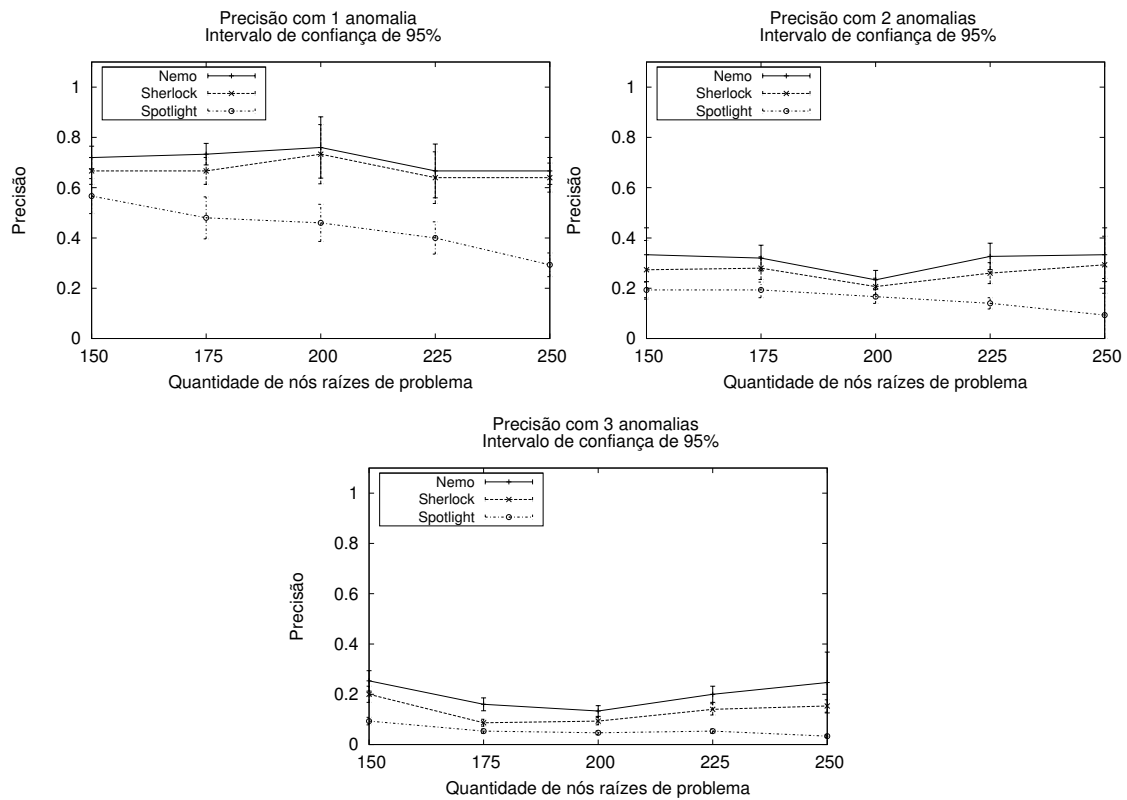 Precisão com 1 anomalia
Intervalo de confiança de 95%
Nemo
Sherlock
Spotlight
1
0.8
0.6
0.4
0.2
0
Precisão
150 175 200 225 250
Quantidade de nós raízes de problema
Precisão com 2 anomalias
Intervalo de confiança de 95%
Nemo
Sherlock
Spotlight
1
0.8
0.6
0.4
0.2
0
Precisão
150 175 200 225 250
Quantidade de nós raízes de problema
Precisão com 3 anomalias
Intervalo de confiança de 95%
Nemo
Sherlock
Spotlight
1
0.8
0.6
0.4
0.2
0
Precisão
150 175 200 225 250
Quantidade de nós raízes de problema